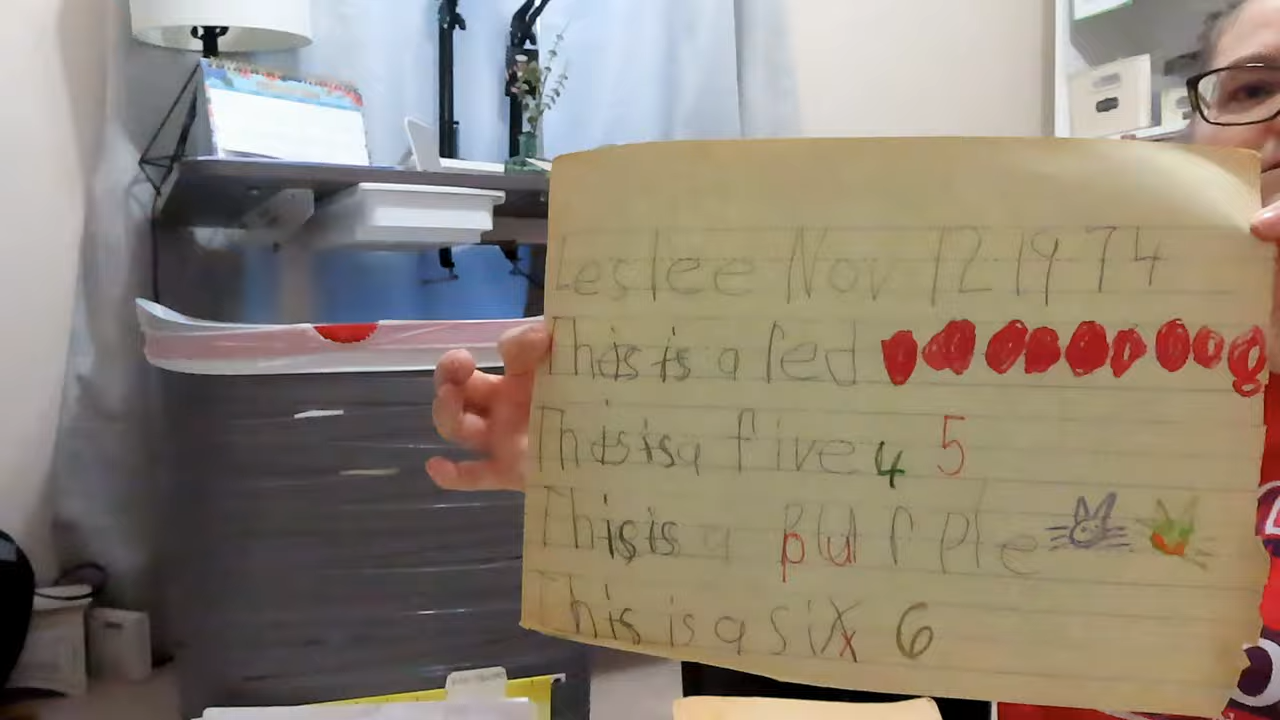 Leslee Nov 12 1974
This is a red
This is a five 4 5
This is a purple
This is a six 6